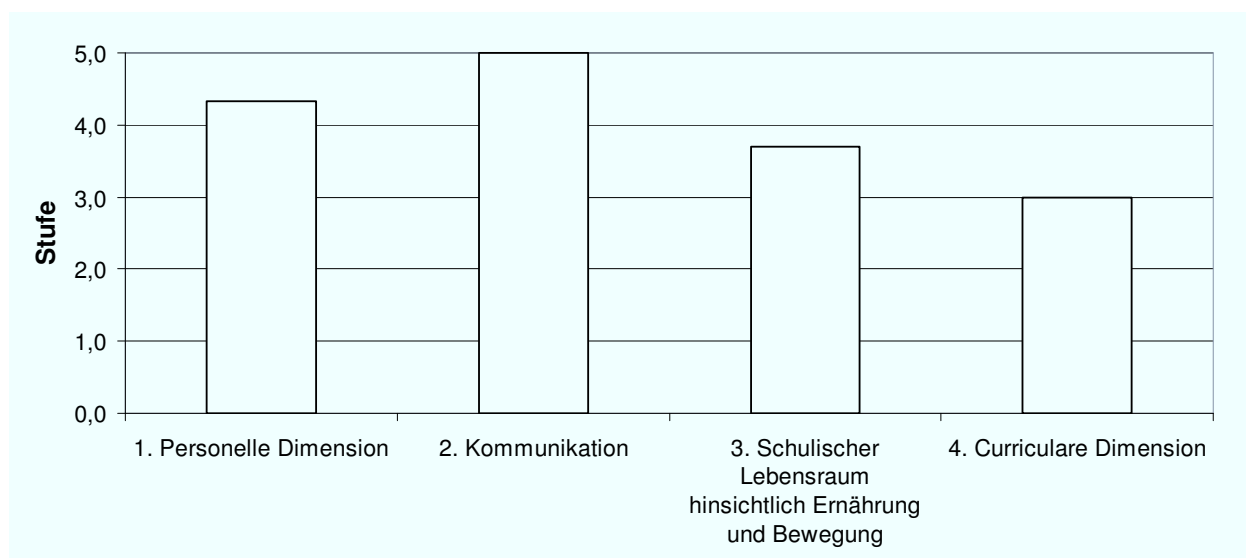 5,0
4,0
3,0
2,0
1,0
0,0
Stufe
1. Personelle Dimension
2. Kommunikation
3. Schulischer
Lebensraum
hinsichtlich Ernährung
und Bewegung
4. Curriculare Dimension